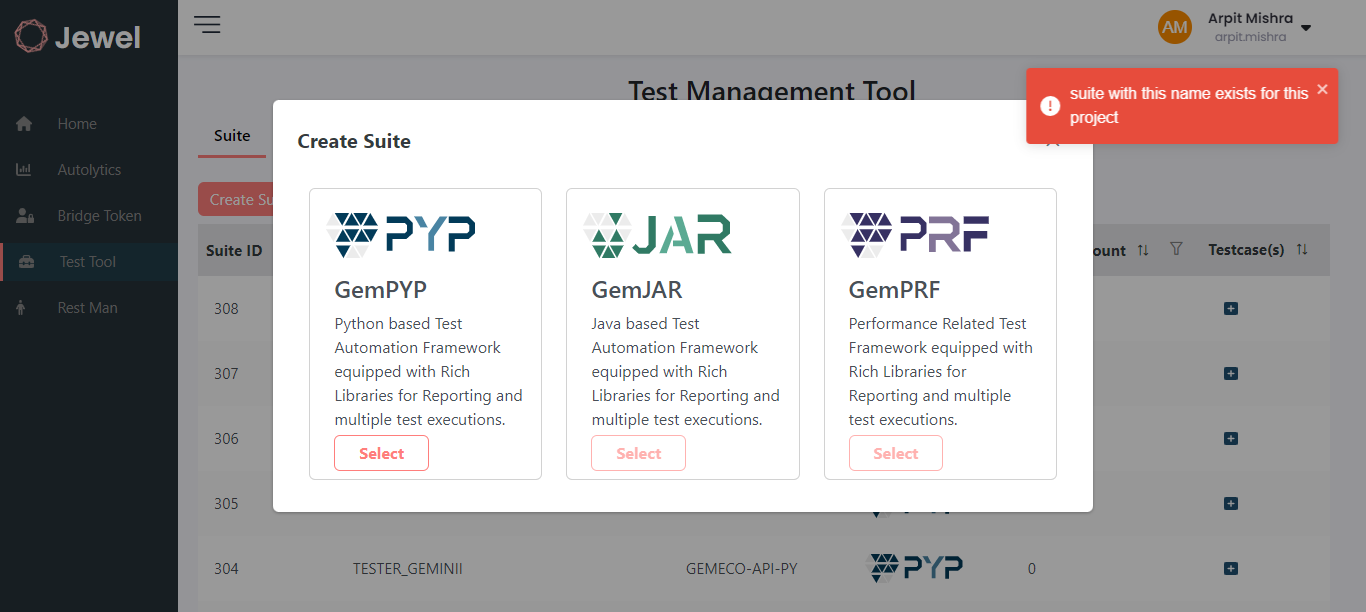 Jewel
AM
Arpit Mishra
arpit.mishra
Home
Autolytics
Bridge Token
Test Tool
Rest Man
Test Management Tool
suite with this name exists for this
project
Suite
Create Suite
Create Su
Suite ID
ount
Testcase(s)
PYP
GemPYP
Python based Test
Automation Framework
equipped with Rich
Libraries for Reporting and
multiple test executions.
Select
JAR
GemJAR
Java based Test
Automation Framework
equipped with Rich
Libraries for Reporting and
multiple test executions.
Select
PRF
GemPRF
Performance Related Test
Framework equipped with
Rich Libraries for
Reporting and multiple
test executions.
Select
308
307
306
305
304 TESTER_GEMINII GEMECO-API-PY PYP 0